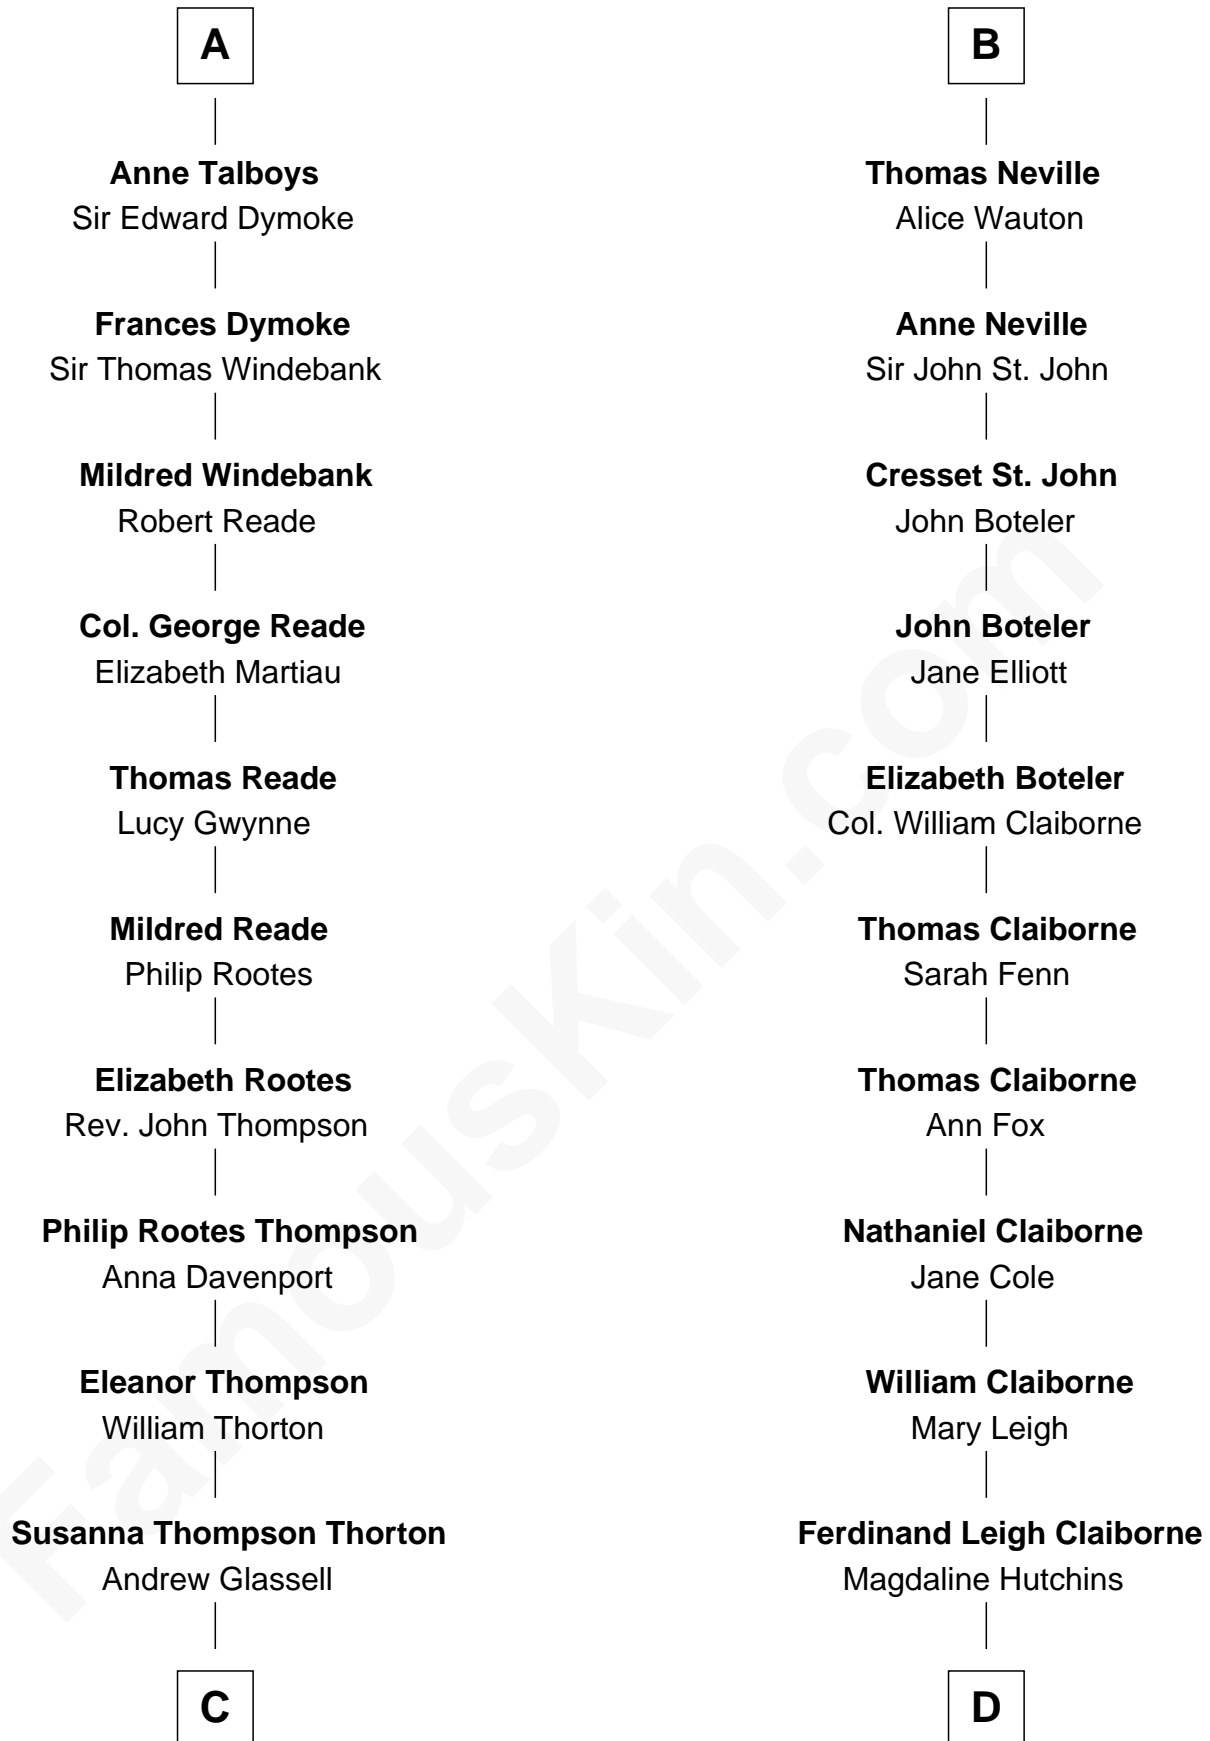 A
Anne Talboys
Sir Edward Dymoke
Frances Dymoke
Sir Thomas Windebank
Mildred Windebank
Robert Reade
Col. George Reade
Elizabeth Martiau
Thomas Reade
Lucy Gwynne
Mildred Reade
Philip Rootes
Elizabeth Rootes
Rev. John Thompson
Philip Rootes Thompson
Anna Davenport
Eleanor Thompson
William Thorton
Susanna Thompson Thorton
Andrew Glassell
C
B
Thomas Neville
Alice Wauton
Anne Neville
Sir John St. John
Cresset St. John
John Boteler
John Boteler
Jane Elliott
Elizabeth Boteler
Col. William Claiborne
Thomas Claiborne
Sarah Fenn
Thomas Claiborne
Ann Fox
Nathaniel Claiborne
Jane Cole
William Claiborne
Mary Leigh
Ferdinand Leigh Claiborne
Magdaline Hutchins
D
FamousKin.com